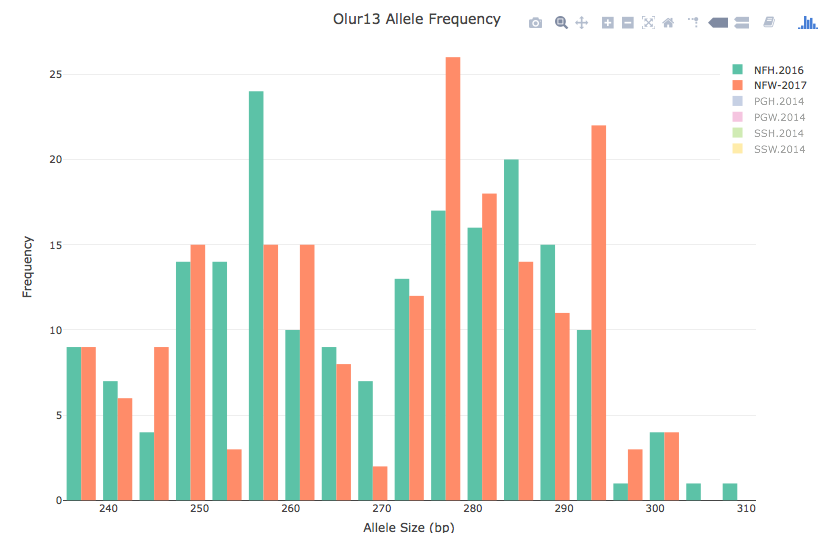 Olur13 Allele Frequency
NFH.2016
NFW-2017
PGH.2014
PGW.2014
SSH.2014
SSW.2014
Frequency
25
20
15
10
5
0
240 250 260 270 280 290 300 310
Allele Size (bp)